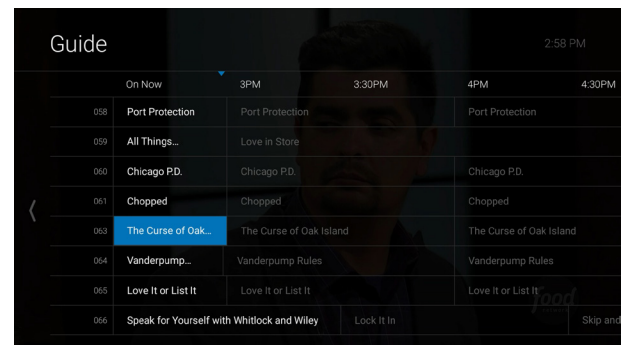 Guide
2:58 PM
On Now 3PM 3:30PM 4PM 4:30PM
058 Port Protection Port Protection Port Protection
059 All Things... Love in Store
060 Chicago P.D. Chicago P.D. Chicago P.D.
061 Chopped Chopped Chopped
063 The Curse of Oak... The Curse of Oak Island The Curse of Oak Island
064 Vanderpump... Vanderpump Rules Vanderpump Rules
065 Love It or List It Love It or List It Love It or List It
food
066 Speak for Yourself with Whitlock and Wiley Lock It In Skip and